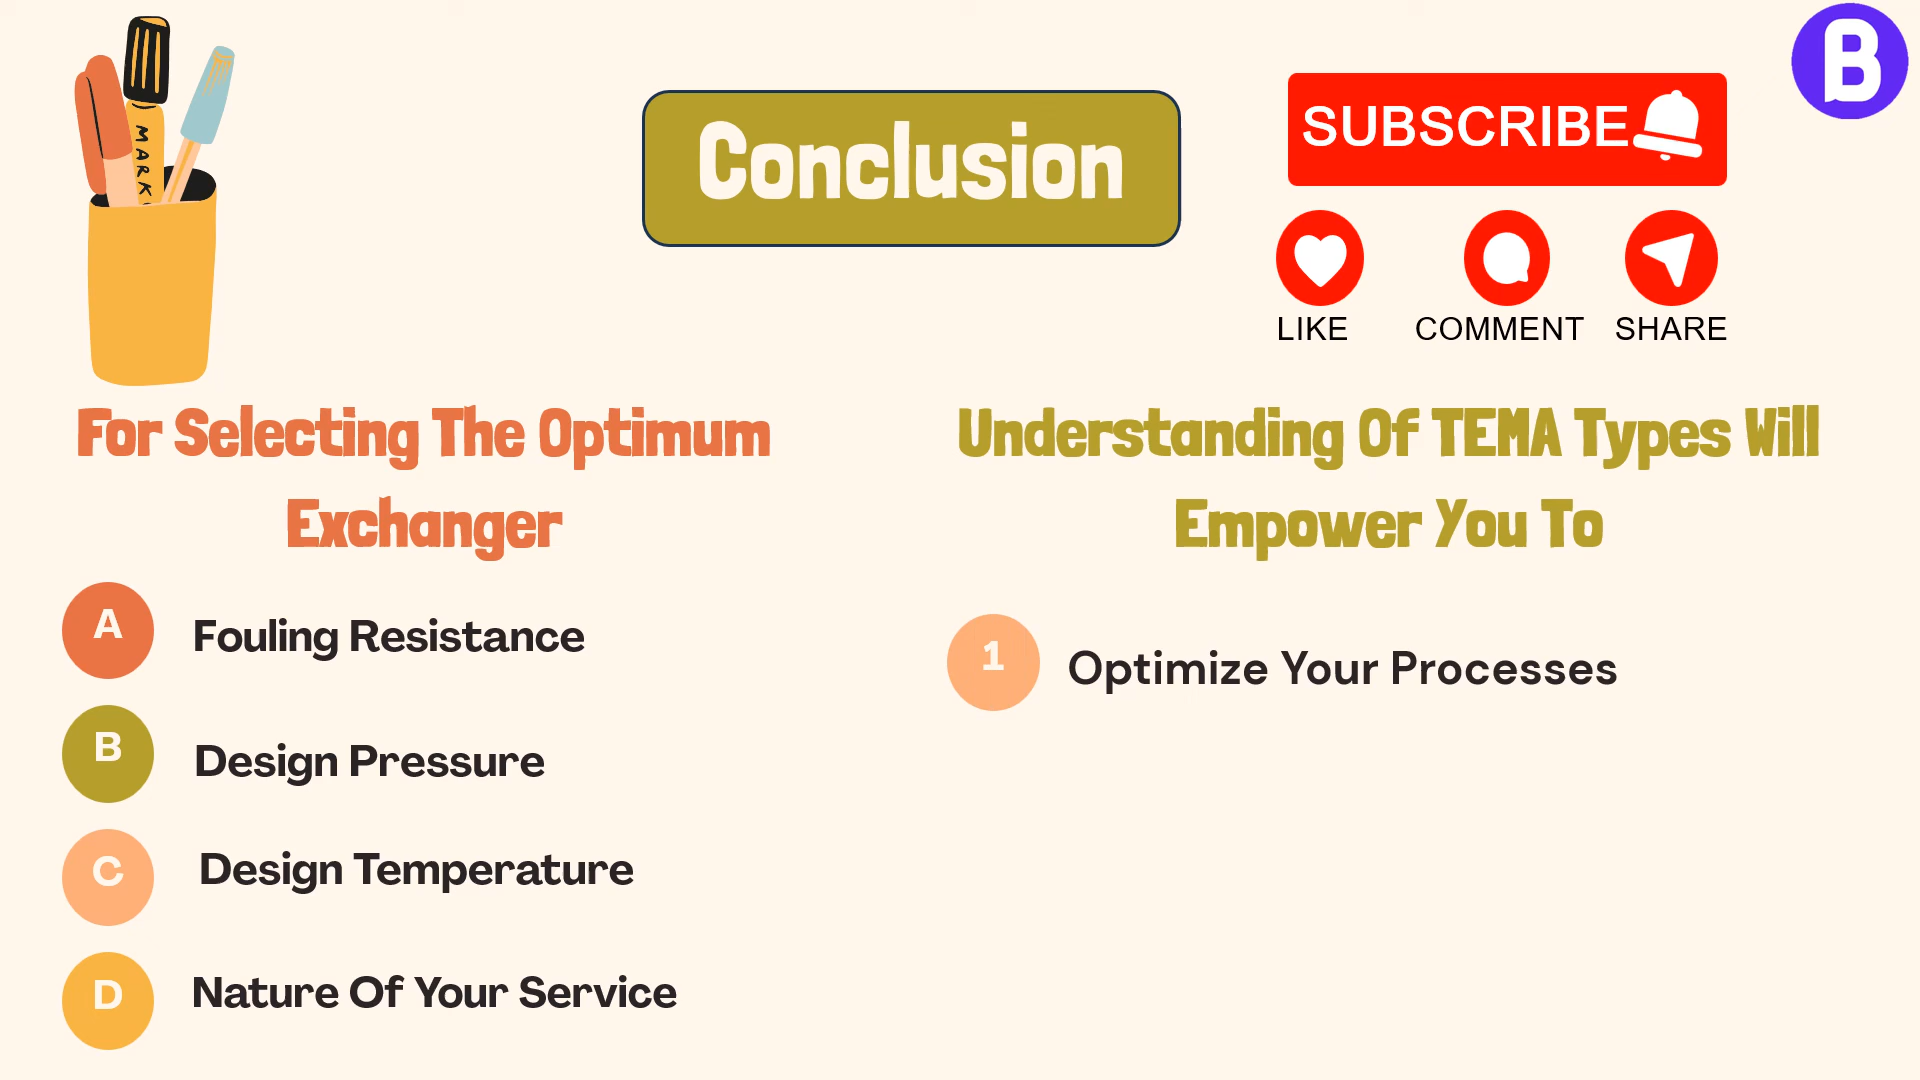 B
MARK
Conclusion
SUBSCRIBE
LIKE
COMMENT
SHARE
For Selecting The Optimum
Exchanger
A
Fouling Resistance
B
Design Pressure
C
Design Temperature
D
Nature Of Your Service
Understanding Of TEMA Types Will
Empower You To
1
Optimize Your Processes